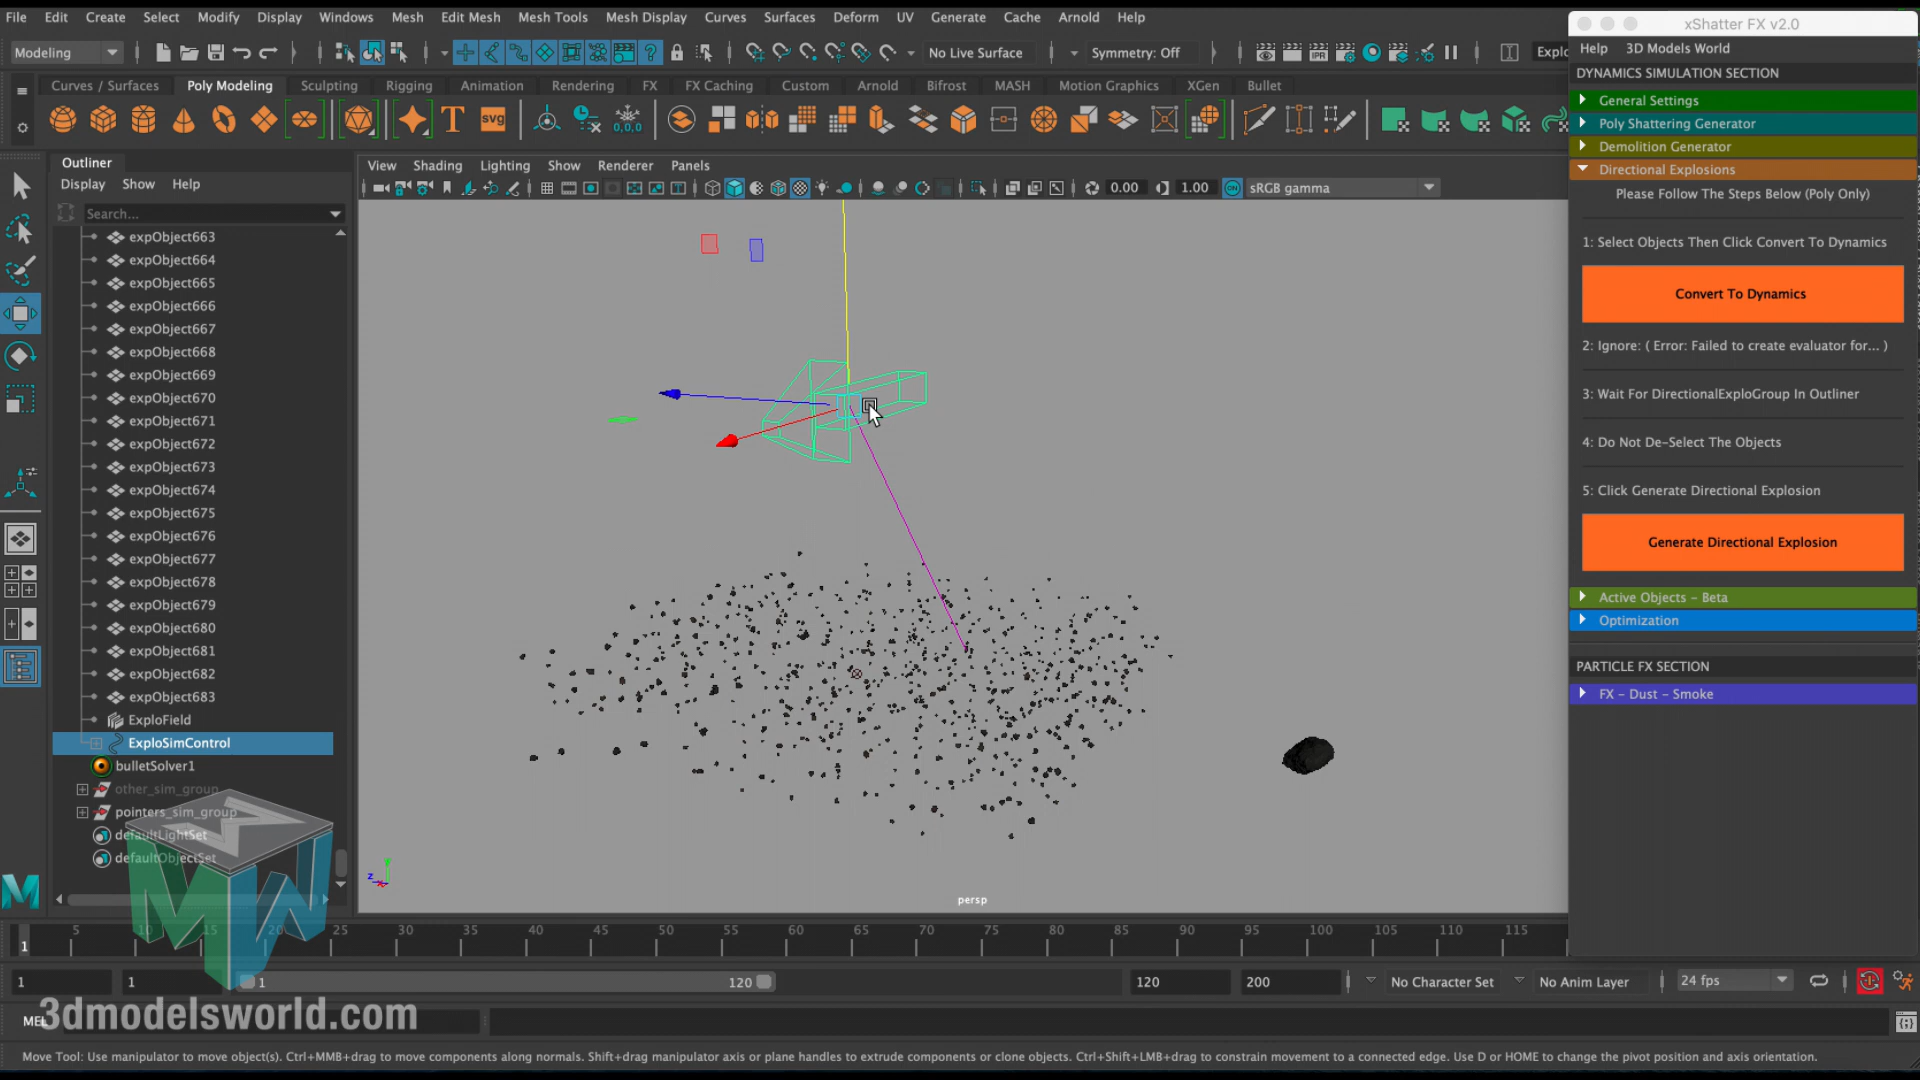 File Edit Create Select Modify Display Windows Mesh Edit Mesh Mesh Tools Mesh Display Curves Surfaces Deform UV Generate Cache Arnold Help
xShatter FX v2.0
Help 3D Models World
Modeling No Live Surface Symmetry: Off Explo
DYNAMICS SIMULATION SECTION
Curves / Surfaces Poly Modeling Sculpting Rigging Animation Rendering FX FX Caching Custom Arnold Bifrost MASH Motion Graphics XGen Bullet
General Settings
Poly Shattering Generator
Demolition Generator
Directional Explosions
Please Follow The Steps Below (Poly Only)
1: Select Objects Then Click Convert To Dynamics
Convert To Dynamics
2: Ignore: ( Error: Failed to create evaluator for... )
3: Wait For DirectionalExploGroup In Outliner
4: Do Not De-Select The Objects
5: Click Generate Directional Explosion
Generate Directional Explosion
Active Objects - Beta
Optimization
PARTICLE FX SECTION
FX - Dust - Smoke
T svg 0,0,0 IPR
Outliner
Display Show Help
Search...
View Shading Lighting Show Renderer Panels
0.00 1.00 sRGB gamma
expObject663
expObject664
expObject665
expObject666
expObject667
expObject668
expObject669
expObject670
expObject671
expObject672
expObject673
expObject674
expObject675
expObject676
expObject677
expObject678
expObject679
expObject680
expObject681
expObject682
expObject683
ExploField
ExploSimControl
bulletSolver1
other_sim_group
pointers_sim_group
defaultLightSet
defaultObjectSet
z
persp
M
MW
1 5 10 15 20 25 30 35 40 45 50 55 60 65 70 75 80 85 90 95 100 105 110 115
1 1 1 120 120 200 No Character Set No Anim Layer 24 fps
MEL
3dmodelsworld.com
Move Tool: Use manipulator to move object(s). Ctrl+MMB+drag to move components along normals. Shift+drag manipulator axis or plane handles to extrude components or clone objects. Ctrl+Shift+LMB+drag to constrain movement to a connected edge. Use D or HOME to change the pivot position and axis orientation.